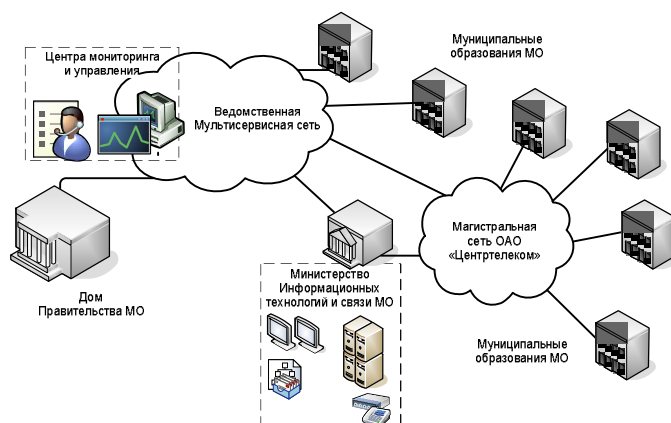 Центра мониторинга
и управления
Муниципальные
образования МО
Ведомственная
Мультисервисная сеть
Магистральная
сеть ОАО
«Центртелеком»
Дом
Правительства МО
Министерство
Информационных
технологий и связи МО
Муниципальные
образования МО